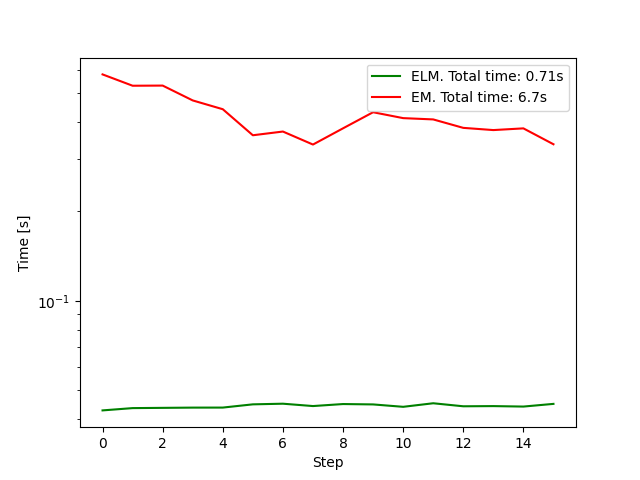 ELM. Total time: 0.71s
EM. Total time: 6.7s
Time [s]
10⁻¹
0 2 4 6 8 10 12 14
Step